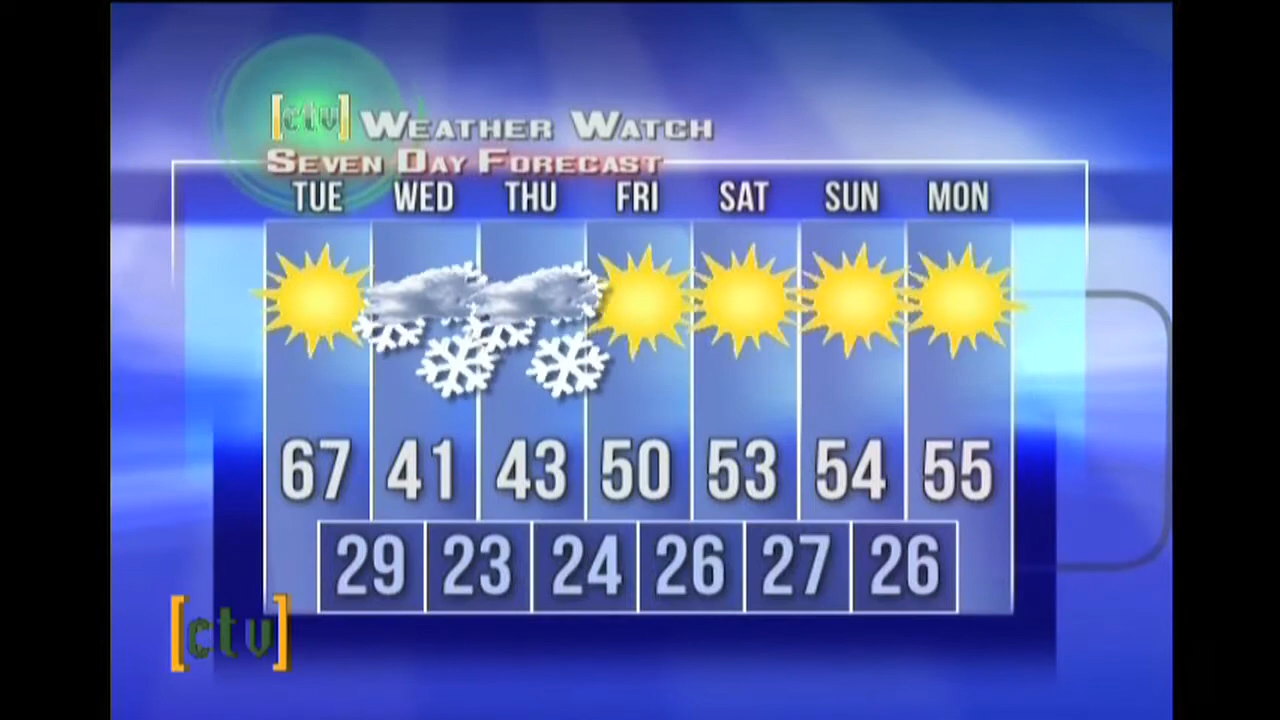 [ctv] WEATHER WATCH
SEVEN DAY FORECAST
TUE WED THU FRI SAT SUN MON
67 41 43 50 53 54 55
29 23 24 26 27 26
[ctv]